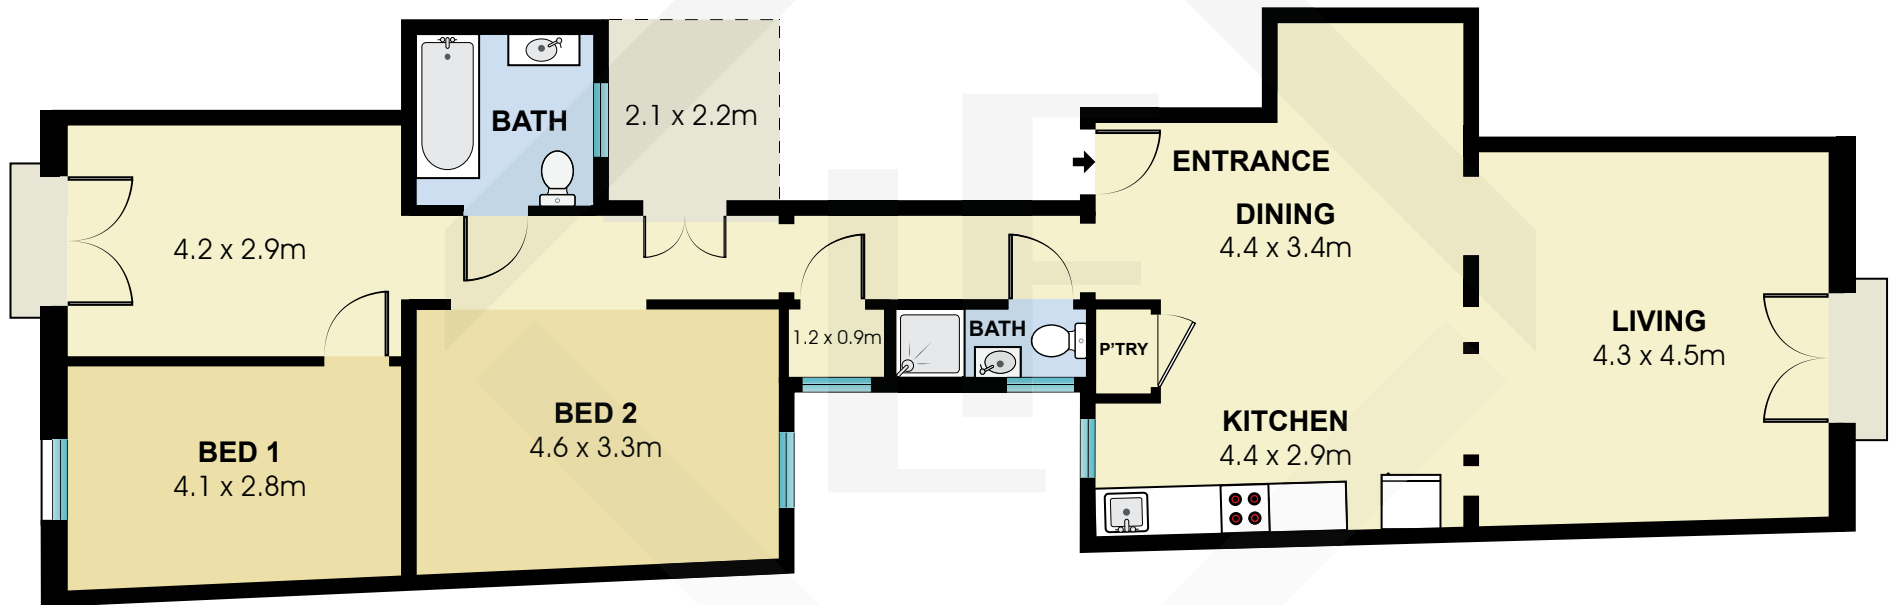 BATH
2.1 x 2.2m
ENTRANCE
DINING
4.4 x 3.4m
4.2 x 2.9m
LIVING
4.3 x 4.5m
1.2 x 0.9m
BATH
P'TRY
BED 2
4.6 x 3.3m
KITCHEN
4.4 x 2.9m
BED 1
4.1 x 2.8m